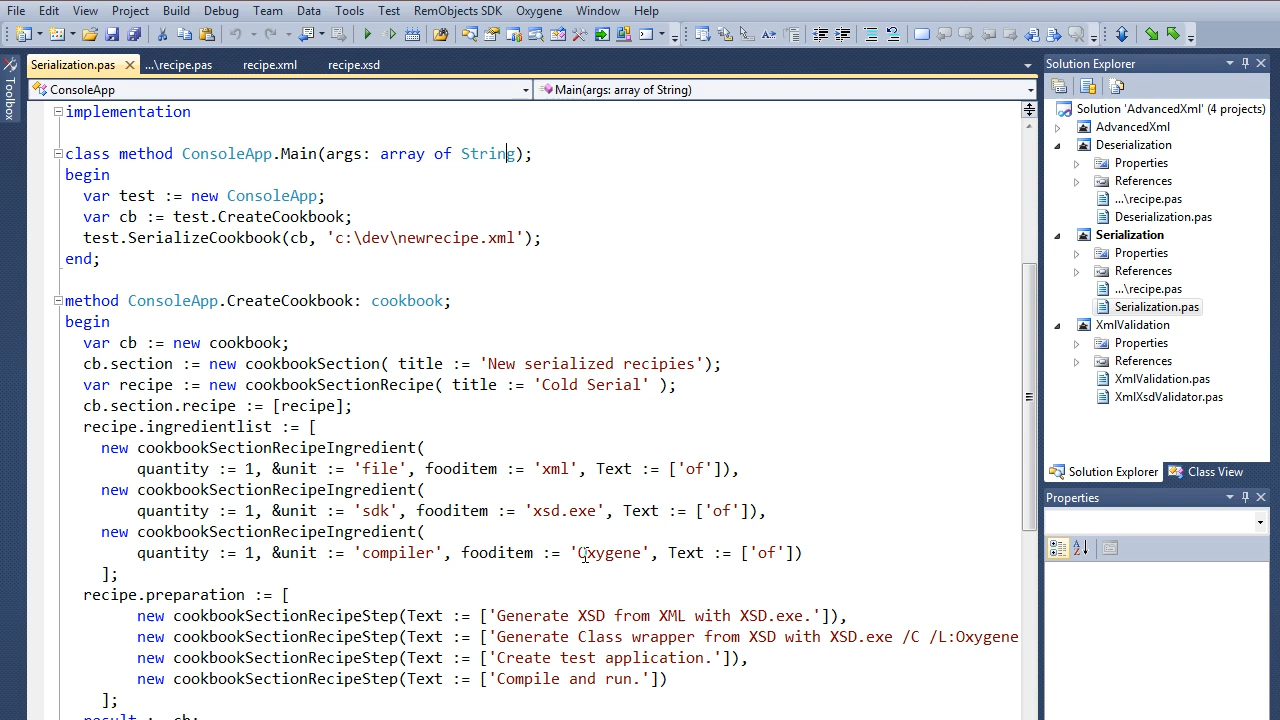 File Edit View Project Build Debug Team Data Tools Test RemObjects SDK Oxygene Window Help
Toolbox
Serialization.pas ...\recipe.pas recipe.xml recipe.xsd
ConsoleApp Main(args: array of String)
implementation
class method ConsoleApp.Main(args: array of String);
begin
var test := new ConsoleApp;
var cb := test.CreateCookbook;
test.SerializeCookbook(cb, 'c:\dev\newrecipe.xml');
end;
method ConsoleApp.CreateCookbook: cookbook;
begin
var cb := new cookbook;
cb.section := new cookbookSection( title := 'New serialized recipies');
var recipe := new cookbookSectionRecipe( title := 'Cold Serial' );
cb.section.recipe := [recipe];
recipe.ingredientlist := [
new cookbookSectionRecipeIngredient(
quantity := 1, &unit := 'file', fooditem := 'xml', Text := ['of']),
new cookbookSectionRecipeIngredient(
quantity := 1, &unit := 'sdk', fooditem := 'xsd.exe', Text := ['of']),
new cookbookSectionRecipeIngredient(
quantity := 1, &unit := 'compiler', fooditem := 'Oxygene', Text := ['of'])
];
recipe.preparation := [
new cookbookSectionRecipeStep(Text := ['Generate XSD from XML with XSD.exe.']),
new cookbookSectionRecipeStep(Text := ['Generate Class wrapper from XSD with XSD.exe /C /L:Oxygene
new cookbookSectionRecipeStep(Text := ['Create test application.']),
new cookbookSectionRecipeStep(Text := ['Compile and run.'])
];
result := cb;
Solution Explorer
Solution 'AdvancedXml' (4 projects)
AdvancedXml
Deserialization
Properties
References
...\recipe.pas
Deserialization.pas
Serialization
Properties
References
...\recipe.pas
Serialization.pas
XmlValidation
Properties
References
XmlValidation.pas
XmlXsdValidator.pas
Solution Explorer Class View
Properties